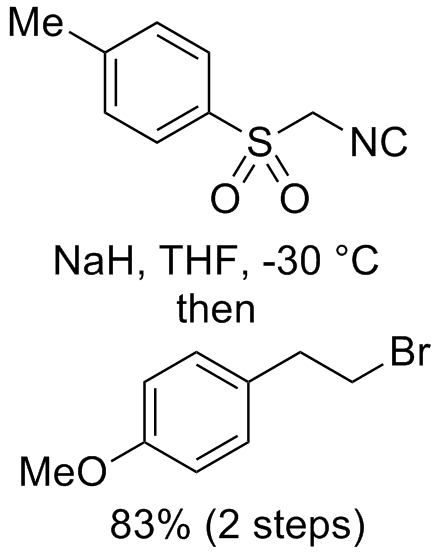 Me
S
NC
O
O
NaH, THF, -30 °C
then
Br
MeO
83% (2 steps)